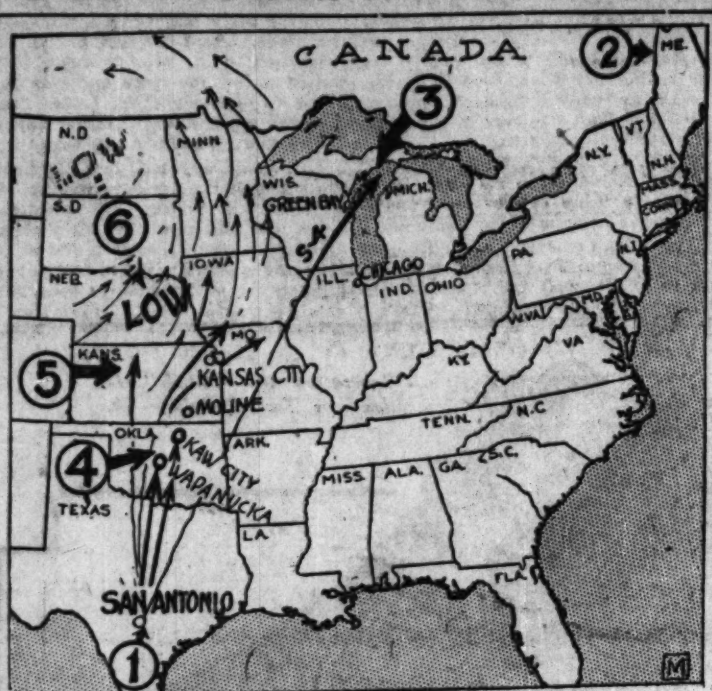 CANADA
2
ME.
3
N.D
MINN.
N.Y.
VT
N.H.
WIS.
MASS.
GREEN BAY
MICH.
CONN.
S.D
6
PA.
N.J.
NEB.
IOWA
ILL.
CHICAGO
IND.
OHIO
LOW
MD.
W.VA
VA
KANS.
MO.
5
KANSAS CITY
KY.
MOLINE
TENN.
N.C
OKLA
ARK.
4
KAW CITY
WAPANUCKA
MISS.
ALA.
GA.
S.C.
TEXAS
LA.
FLA.
SAN ANTONIO
1
M